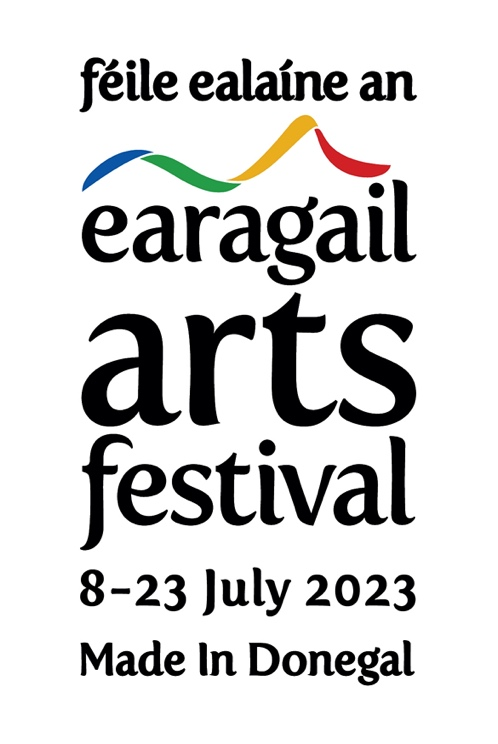 féile ealaíne an
earagail
arts
festival
8-23 July 2023
Made In Donegal